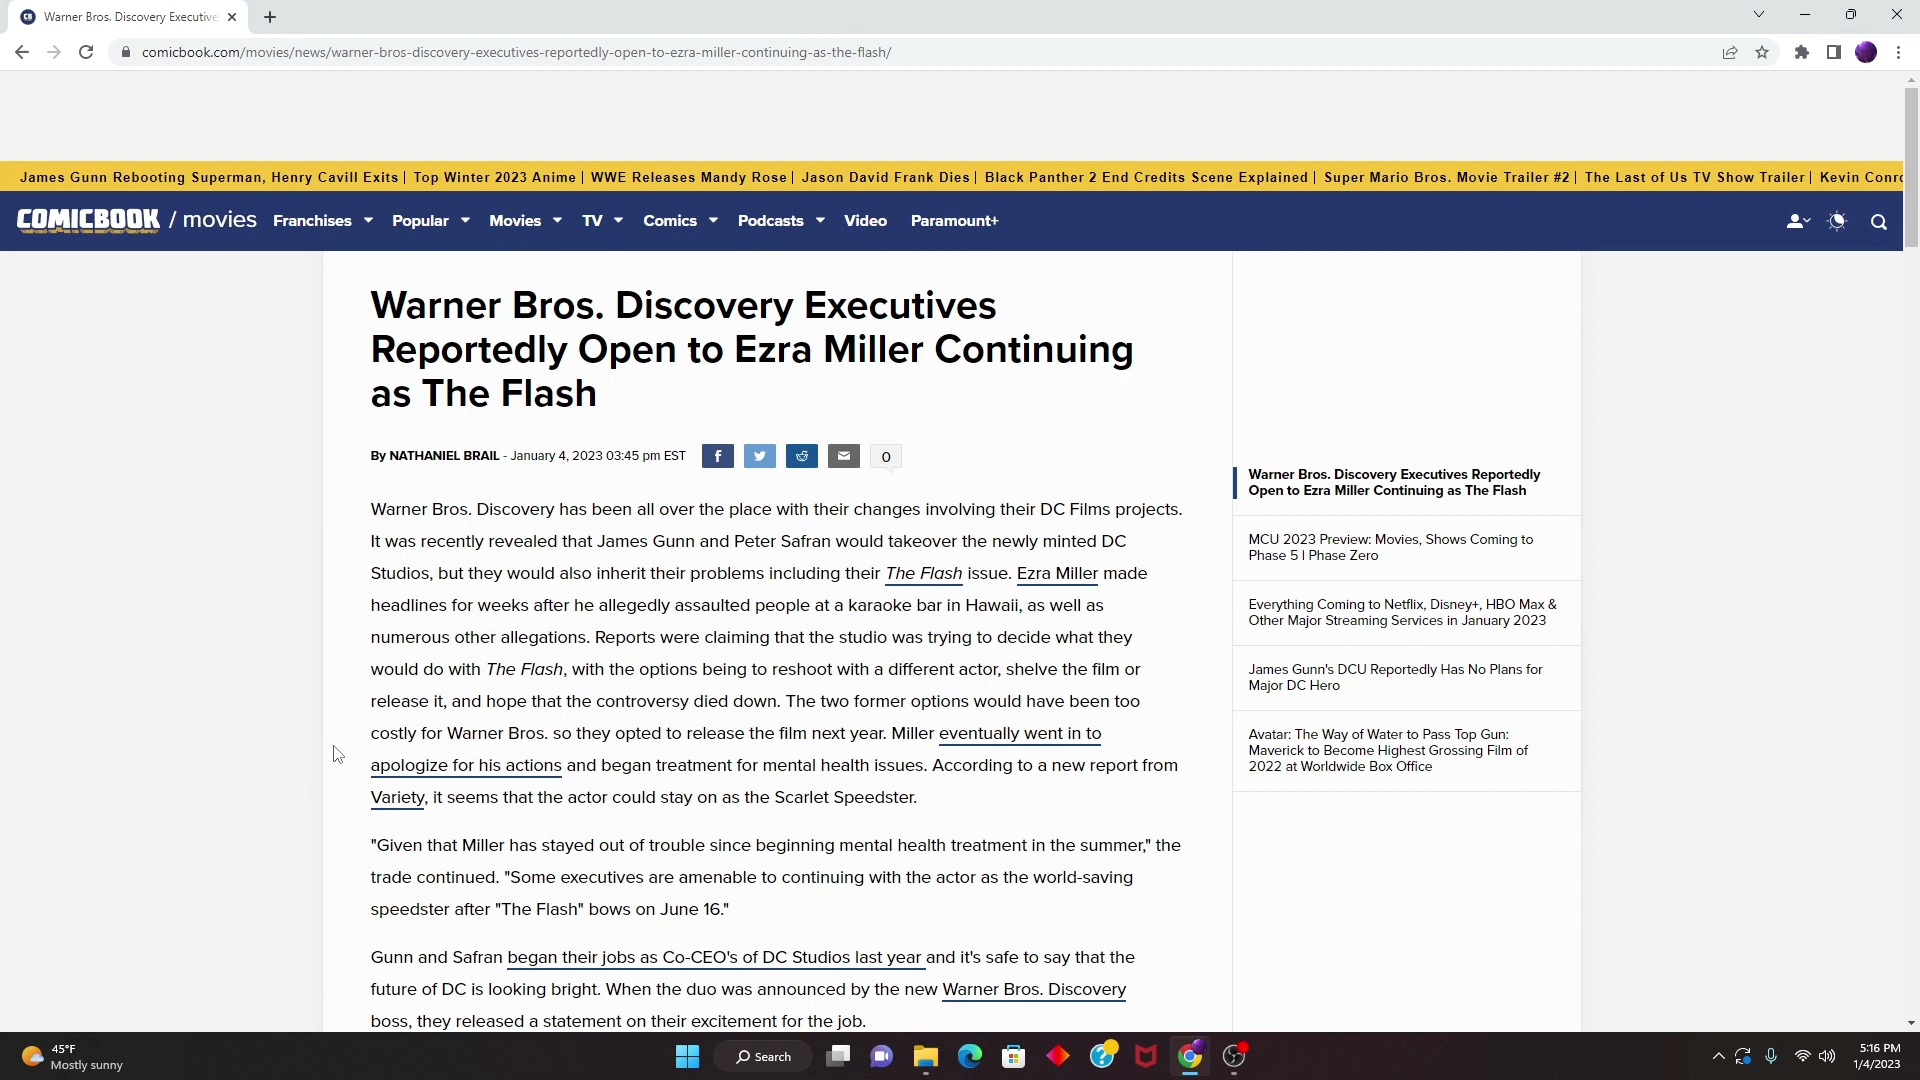 Warner Bros. Discovery Executive
comicbook.com/movies/news/warner-bros-discovery-executives-reportedly-open-to-ezra-miller-continuing-as-the-flash/
James Gunn Rebooting Superman, Henry Cavill Exits | Top Winter 2023 Anime | WWE Releases Mandy Rose | Jason David Frank Dies | Black Panther 2 End Credits Scene Explained | Super Mario Bros. Movie Trailer #2 | The Last of Us TV Show Trailer | Kevin Conro
COMICBOOK / movies Franchises Popular Movies TV Comics Podcasts Video Paramount+
Warner Bros. Discovery Executives
Reportedly Open to Ezra Miller Continuing
as The Flash
By NATHANIEL BRAIL - January 4, 2023 03:45 pm EST
f
0
Warner Bros. Discovery has been all over the place with their changes involving their DC Films projects.
It was recently revealed that James Gunn and Peter Safran would takeover the newly minted DC
Studios, but they would also inherit their problems including their The Flash issue. Ezra Miller made
headlines for weeks after he allegedly assaulted people at a karaoke bar in Hawaii, as well as
numerous other allegations. Reports were claiming that the studio was trying to decide what they
would do with The Flash, with the options being to reshoot with a different actor, shelve the film or
release it, and hope that the controversy died down. The two former options would have been too
costly for Warner Bros. so they opted to release the film next year. Miller eventually went in to
apologize for his actions and began treatment for mental health issues. According to a new report from
Variety, it seems that the actor could stay on as the Scarlet Speedster.
"Given that Miller has stayed out of trouble since beginning mental health treatment in the summer," the
trade continued. "Some executives are amenable to continuing with the actor as the world-saving
speedster after "The Flash" bows on June 16."
Gunn and Safran began their jobs as Co-CEO's of DC Studios last year and it's safe to say that the
future of DC is looking bright. When the duo was announced by the new Warner Bros. Discovery
boss, they released a statement on their excitement for the job.
Warner Bros. Discovery Executives Reportedly
Open to Ezra Miller Continuing as The Flash
MCU 2023 Preview: Movies, Shows Coming to
Phase 5 | Phase Zero
Everything Coming to Netflix, Disney+, HBO Max &
Other Major Streaming Services in January 2023
James Gunn's DCU Reportedly Has No Plans for
Major DC Hero
Avatar: The Way of Water to Pass Top Gun:
Maverick to Become Highest Grossing Film of
2022 at Worldwide Box Office
45°F
Mostly sunny
Search
5:16 PM
1/4/2023